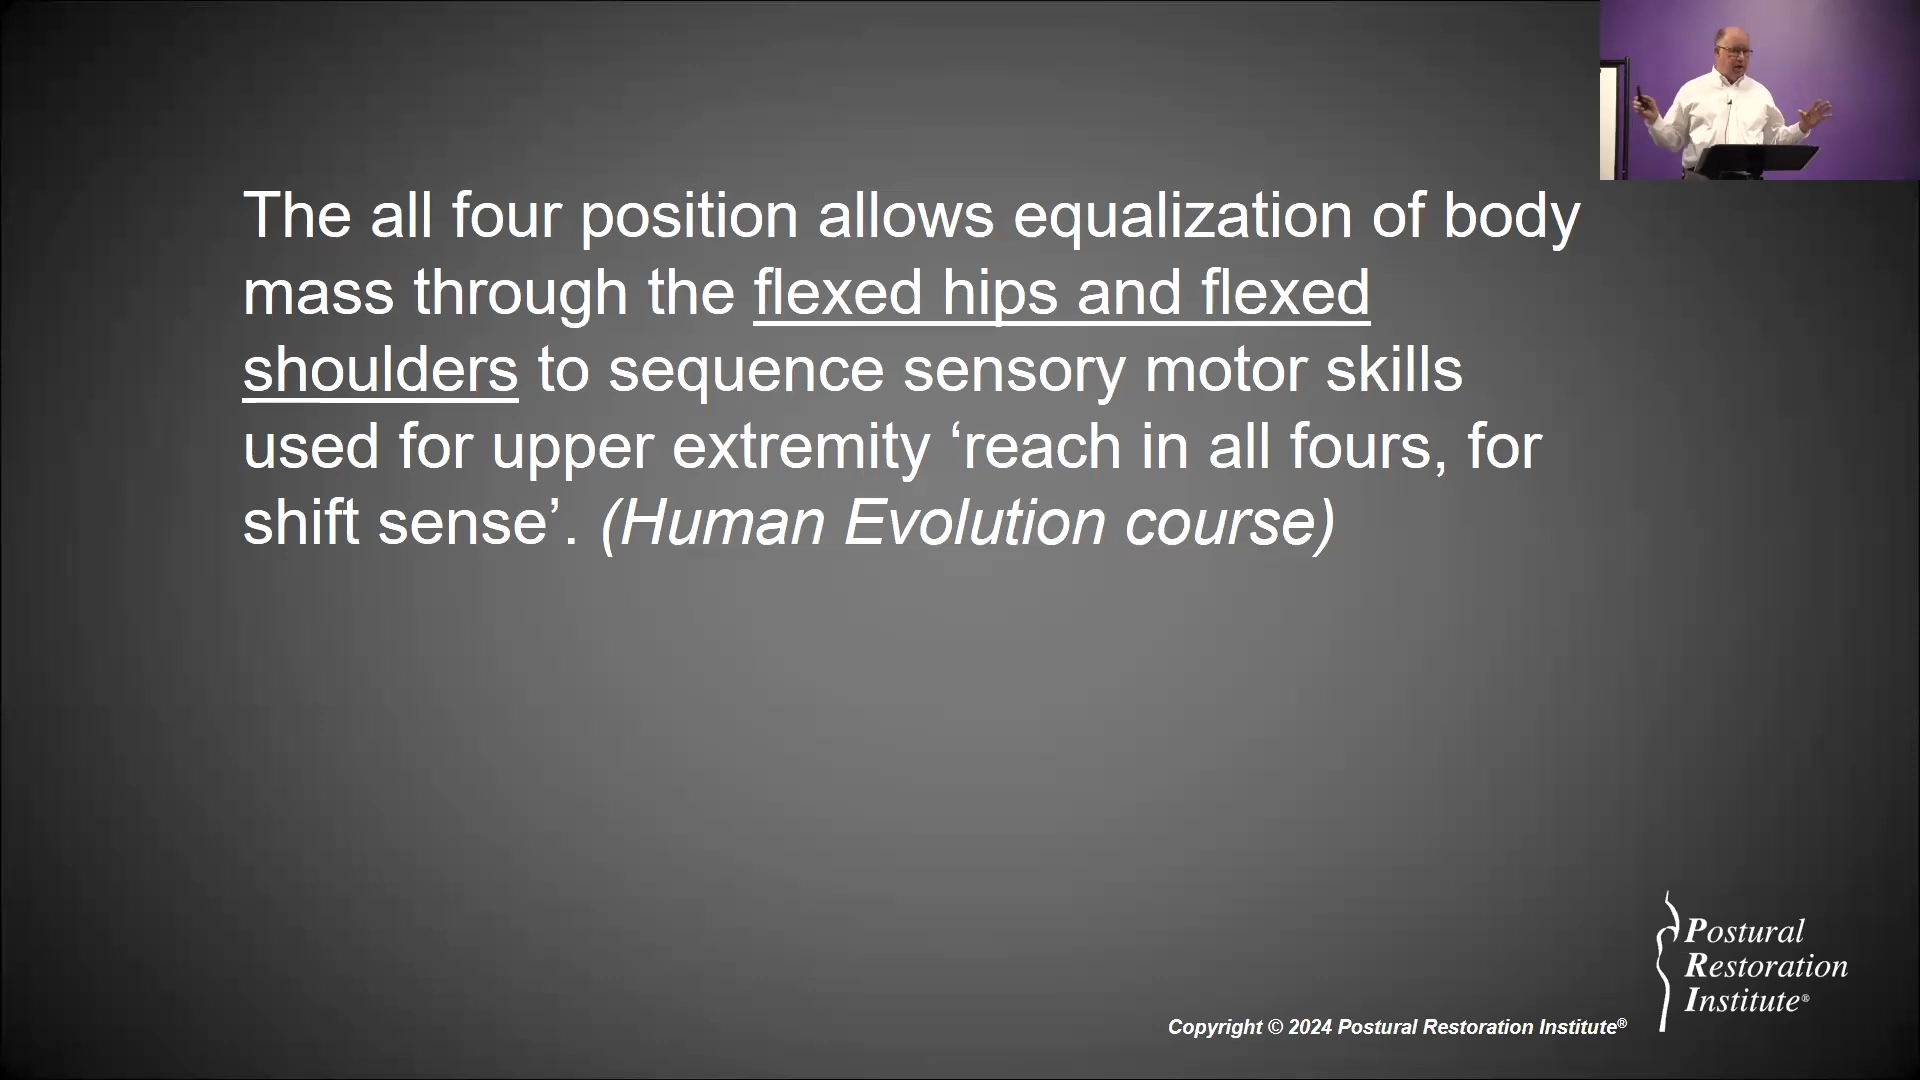 The all four position allows equalization of body
mass through the flexed hips and flexed
shoulders to sequence sensory motor skills
used for upper extremity ‘reach in all fours, for
shift sense’. (Human Evolution course)
Postural
Restoration
Institute®
Copyright © 2024 Postural Restoration Institute®